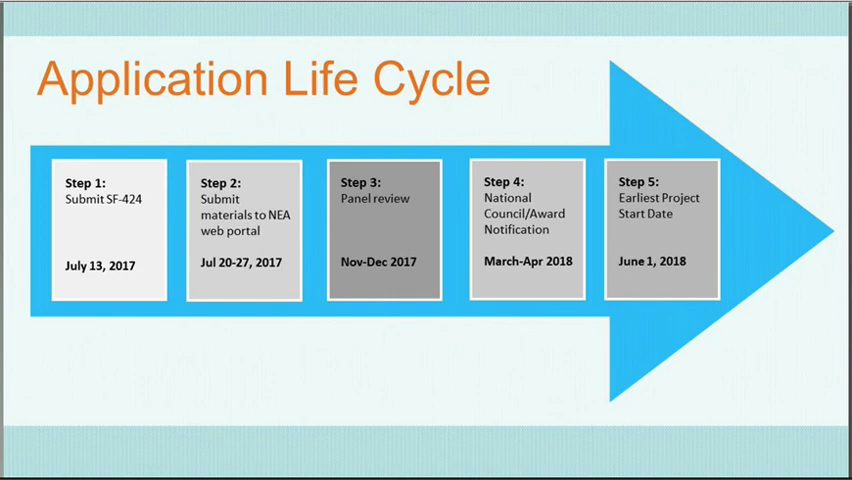 Application Life Cycle
Step 1:
Submit SF-424
July 13, 2017
Step 2:
Submit
materials to NEA
web portal
Jul 20-27, 2017
Step 3:
Panel review
Nov-Dec 2017
Step 4:
National
Council/Award
Notification
March-Apr 2018
Step 5:
Earliest Project
Start Date
June 1, 2018